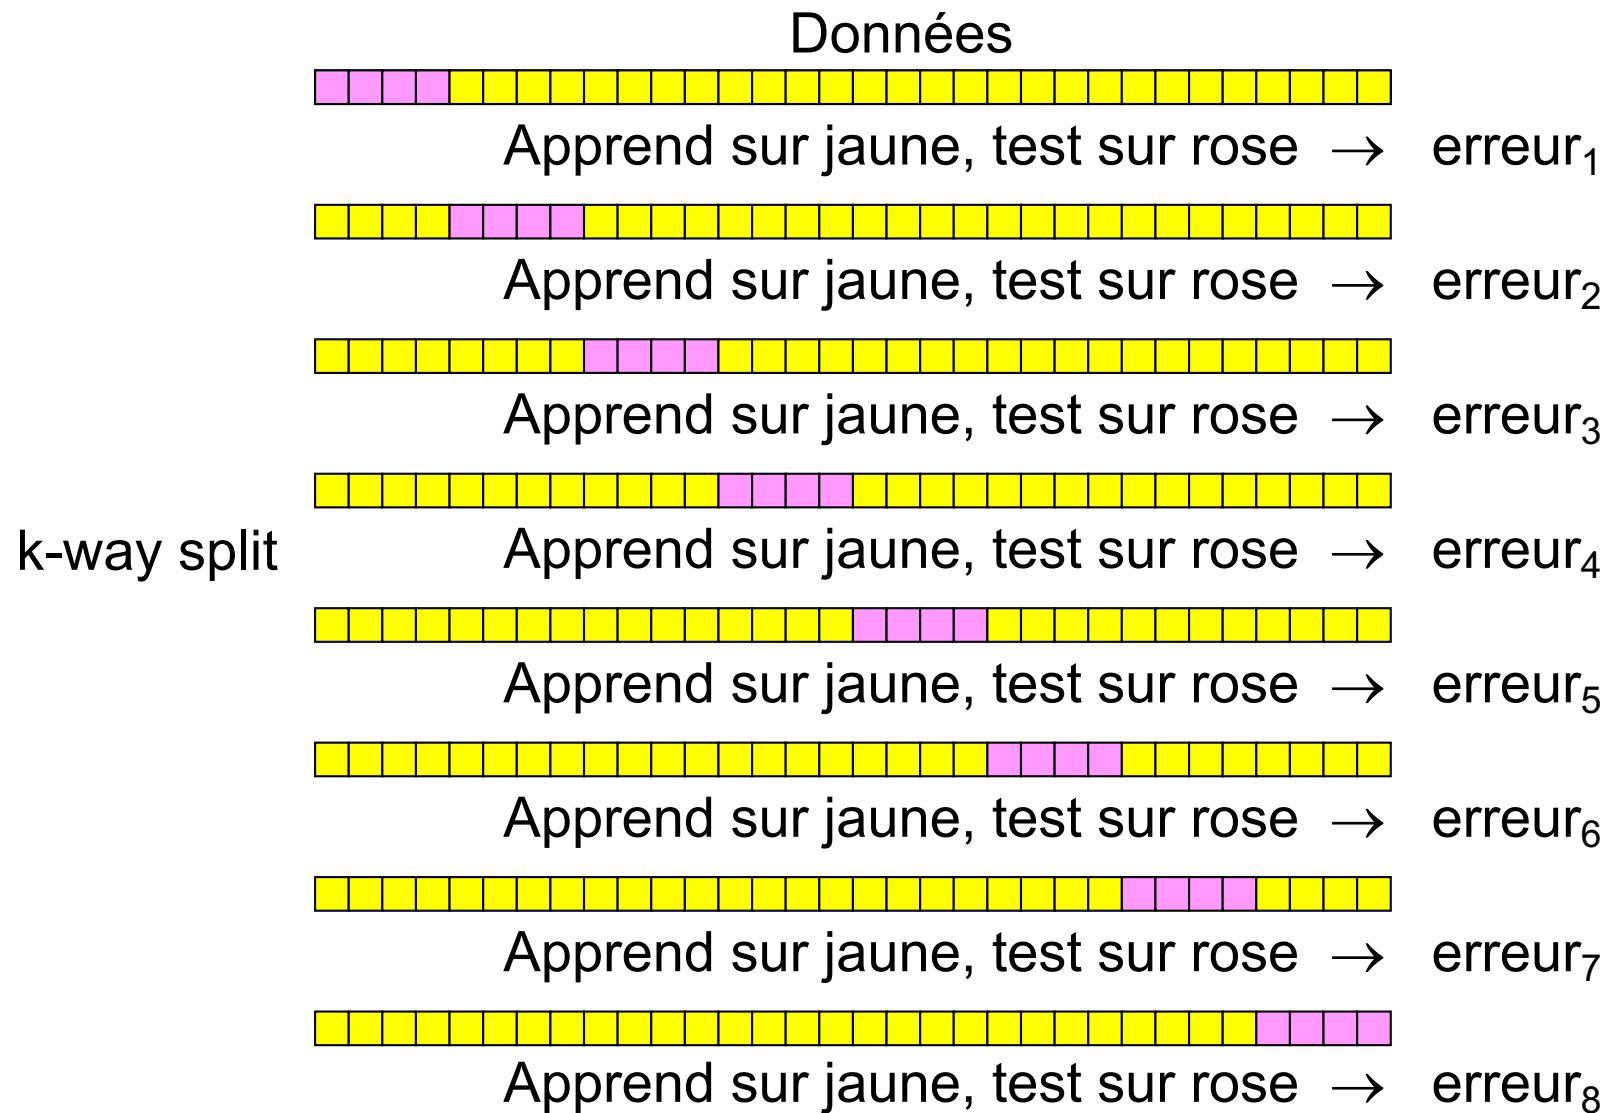 Données
Apprend sur jaune, test sur rose → erreur₁
Apprend sur jaune, test sur rose → erreur₂
Apprend sur jaune, test sur rose → erreur₃
k-way split
Apprend sur jaune, test sur rose → erreur₄
Apprend sur jaune, test sur rose → erreur₅
Apprend sur jaune, test sur rose → erreur₆
Apprend sur jaune, test sur rose → erreur₇
Apprend sur jaune, test sur rose → erreur₈